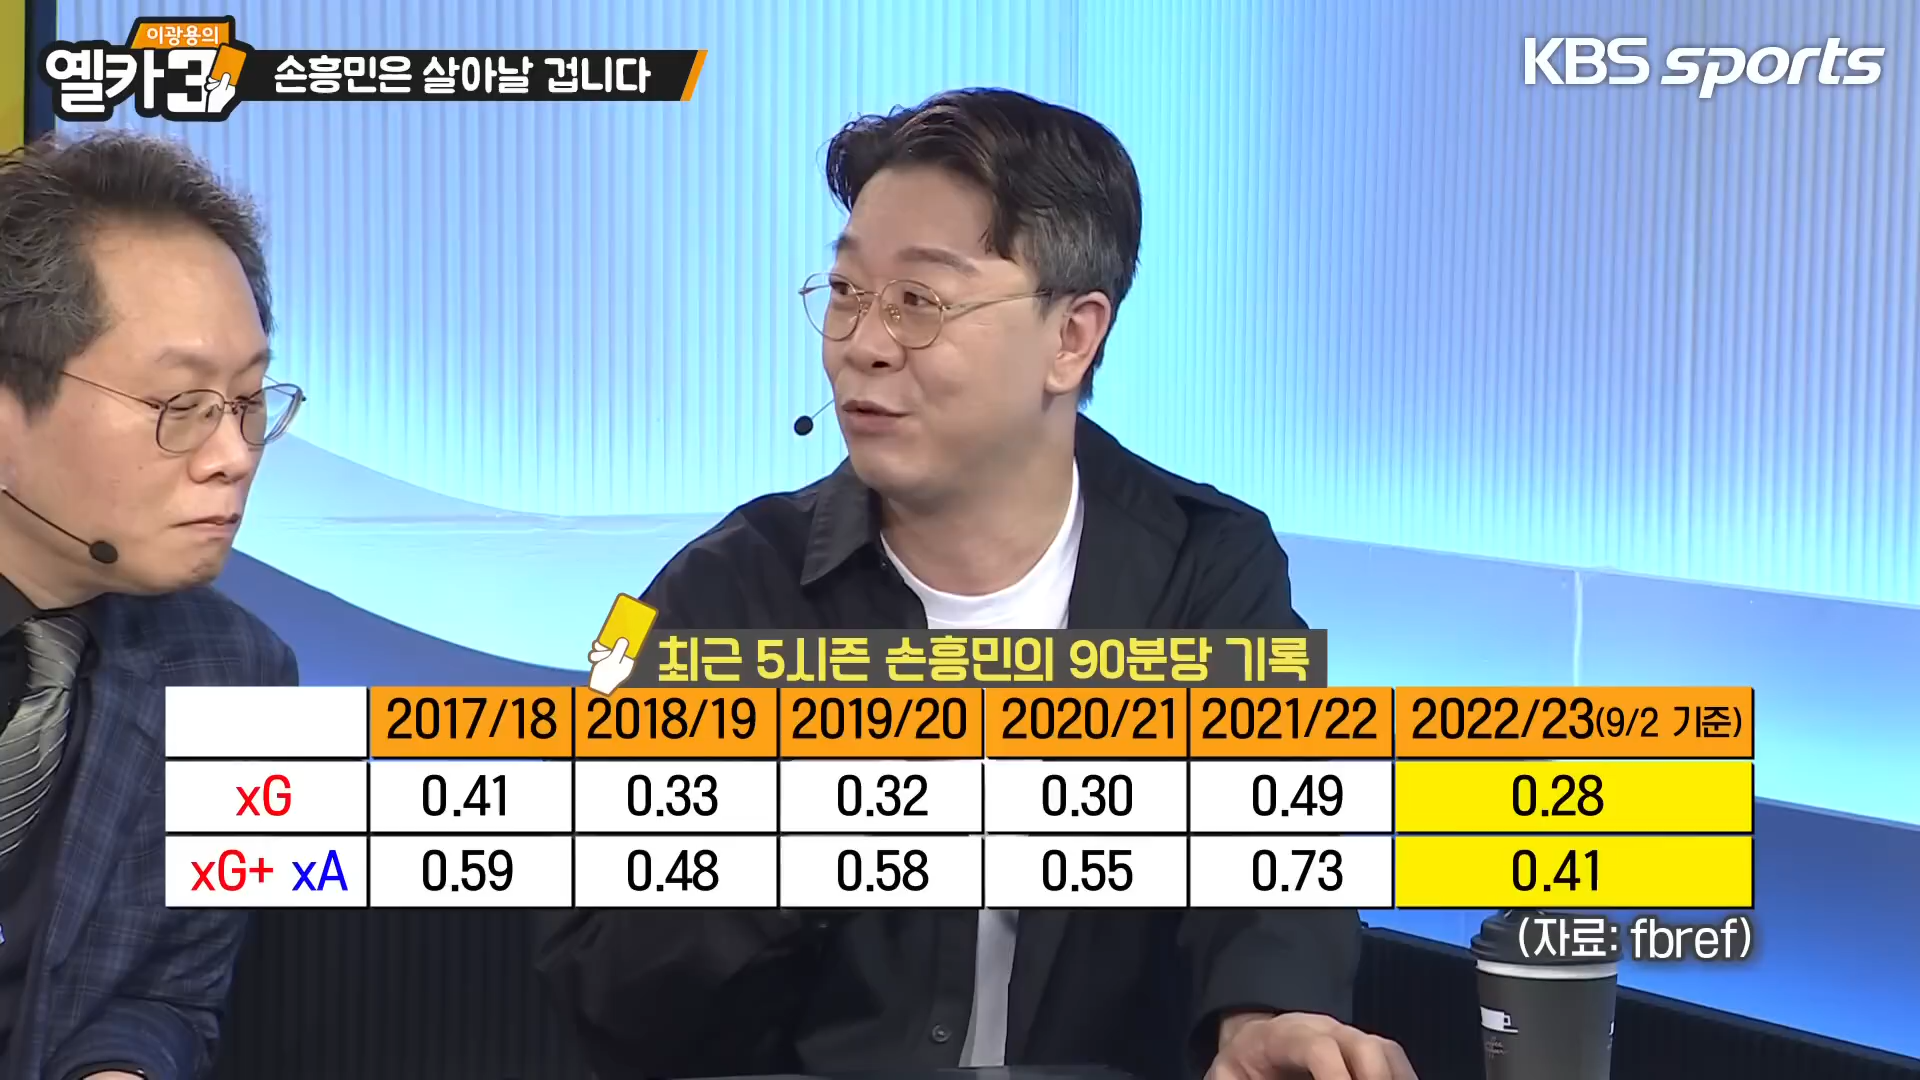 이광용의
옐카3
손흥민은 살아날 겁니다
KBS sports
최근 5시즌 손흥민의 90분당 기록
2017/18 2018/19 2019/20 2020/21 2021/22 2022/23(9/2 기준)
xG 0.41 0.33 0.32 0.30 0.49 0.28
xG+ xA 0.59 0.48 0.58 0.55 0.73 0.41
(자료: fbref)